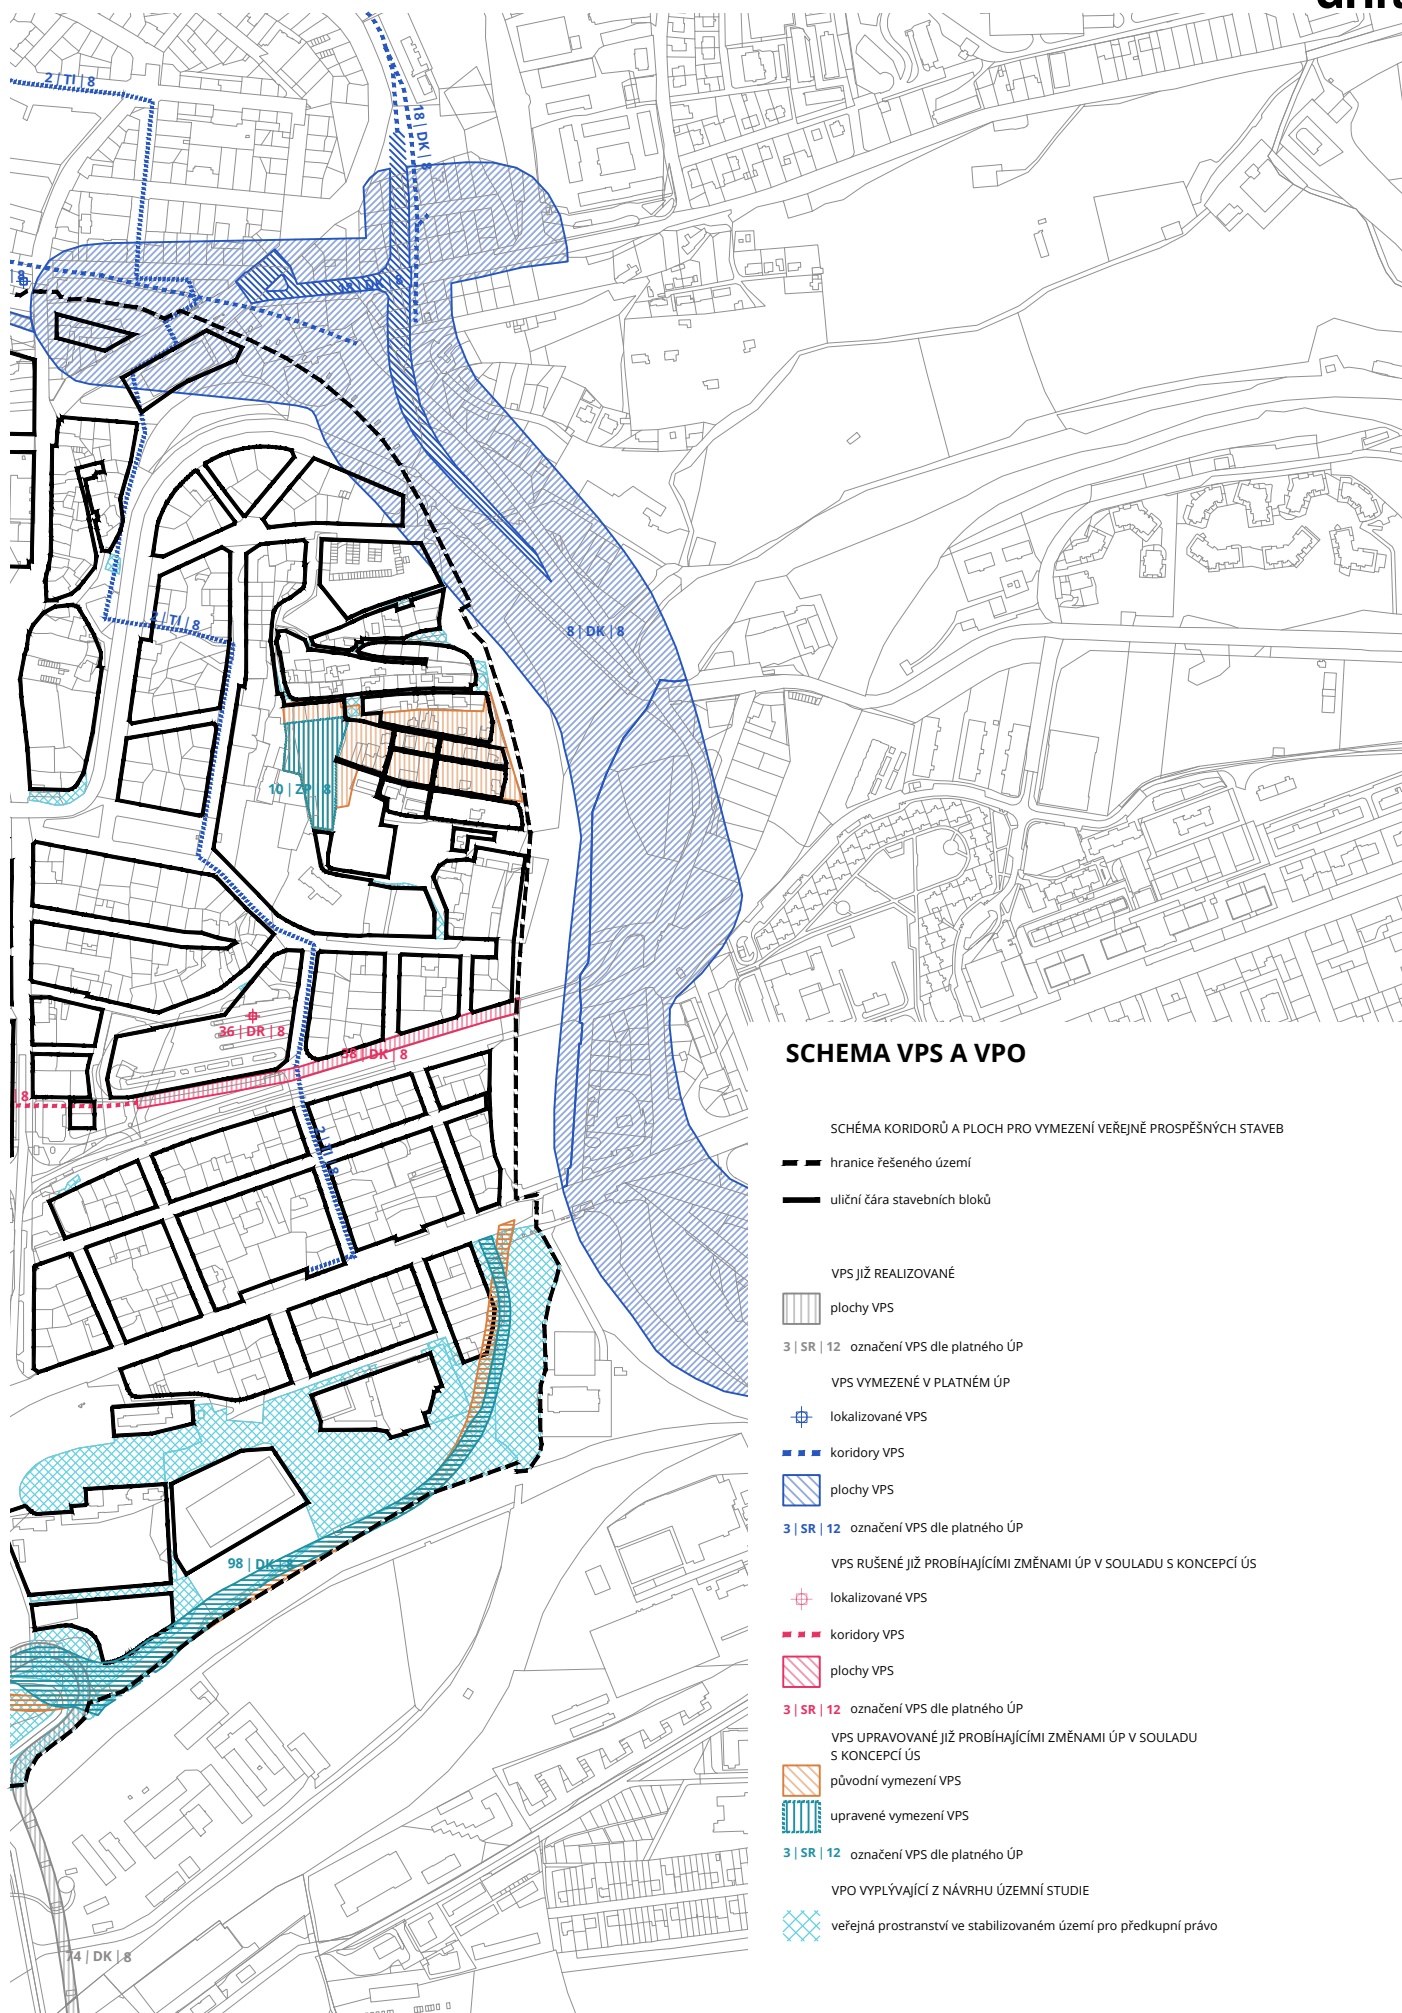 2 | TI | 8
18 | DK | 8
8
18 | DK | 8
8 | DK | 8
2 | TI | 8
10 | ZP | 8
36 | DR | 8
38 | DK | 8
8
2 | TI | 8
98 | DK | 8
74 | DK | 8
SCHEMA VPS A VPO
SCHÉMA KORIDORŮ A PLOCH PRO VYMEZENÍ VEŘEJNĚ PROSPĚŠNÝCH STAVEB
hranice řešeného území
uliční čára stavebních bloků
VPS JIŽ REALIZOVANÉ
plochy VPS
3 | SR | 12 označení VPS dle platného ÚP
VPS VYMEZENÉ V PLATNÉM ÚP
lokalizované VPS
koridory VPS
plochy VPS
3 | SR | 12 označení VPS dle platného ÚP
VPS RUŠENÉ JIŽ PROBÍHAJÍCÍMI ZMĚNAMI ÚP V SOULADU S KONCEPCÍ ÚS
lokalizované VPS
koridory VPS
plochy VPS
3 | SR | 12 označení VPS dle platného ÚP
VPS UPRAVOVANÉ JIŽ PROBÍHAJÍCÍMI ZMĚNAMI ÚP V SOULADU
S KONCEPCÍ ÚS
původní vymezení VPS
upravené vymezení VPS
3 | SR | 12 označení VPS dle platného ÚP
VPO VYPLÝVAJÍCÍ Z NÁVRHU ÚZEMNÍ STUDIE
veřejná prostranství ve stabilizovaném území pro předkupní právo